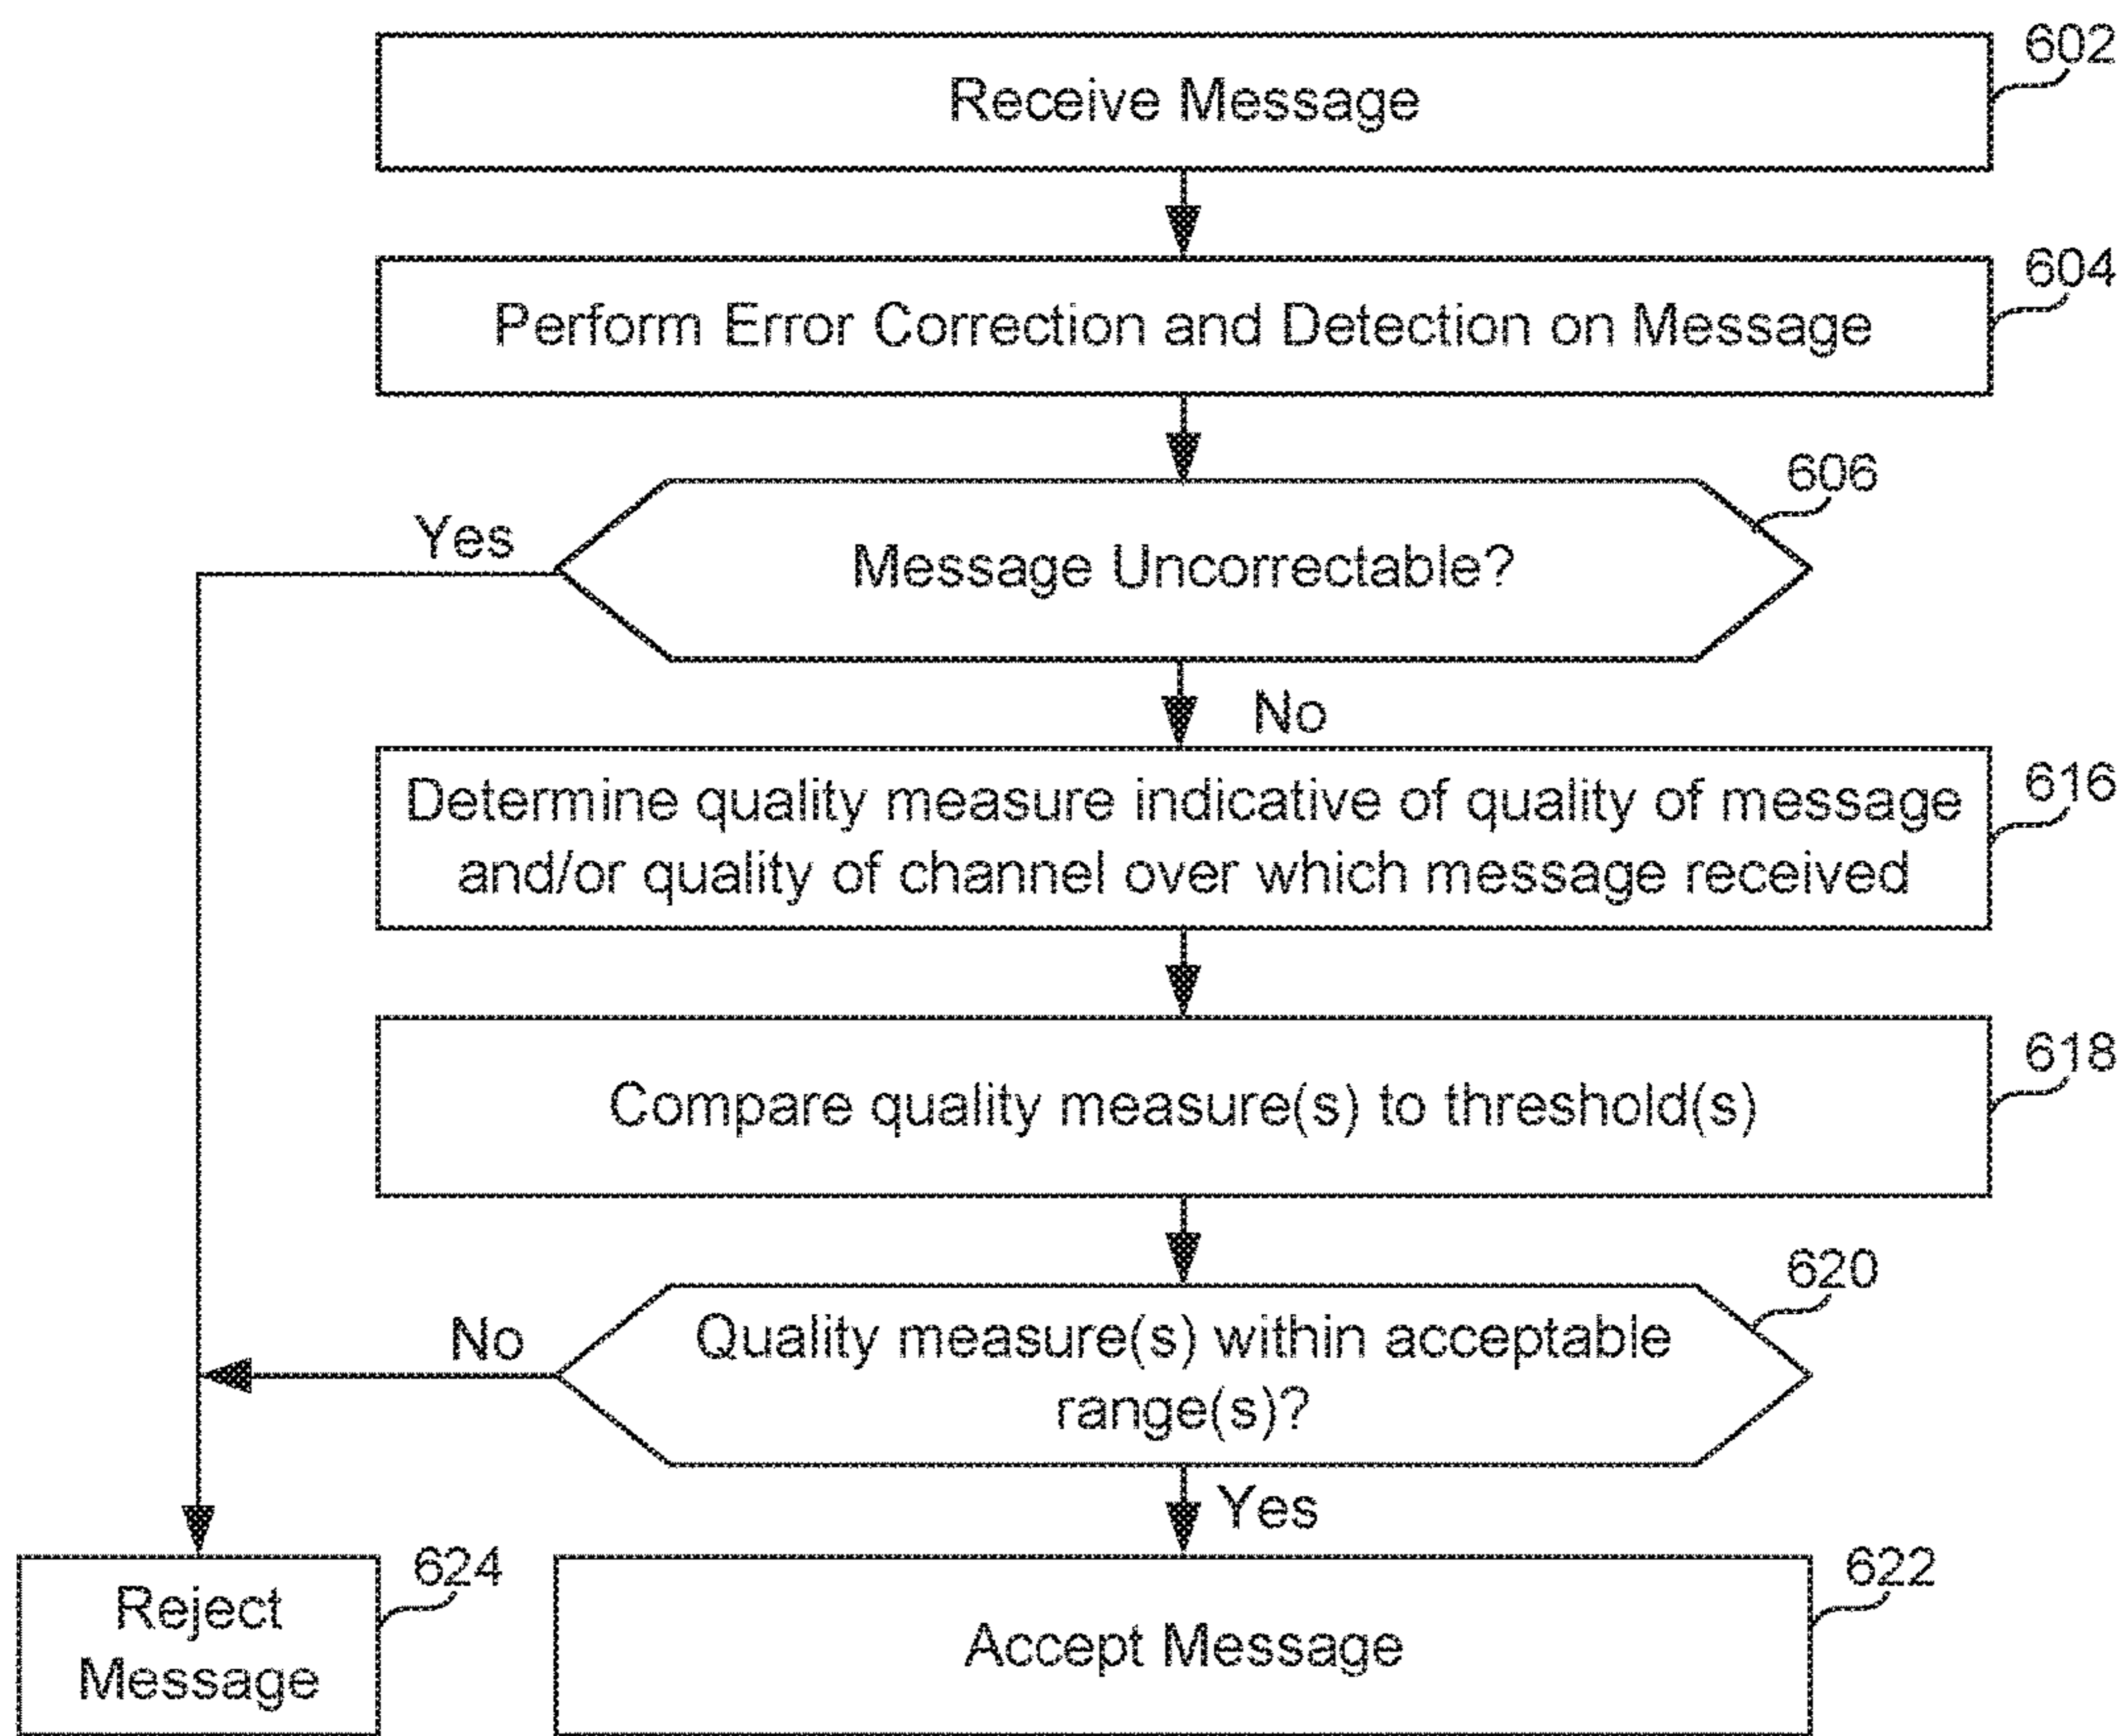 602
Receive Message
604
Perform Error Correction and Detection on Message
606
Yes
Message Uncorrectable?
No
616
Determine quality measure indicative of quality of message
and/or quality of channel over which message received
618
Compare quality measure(s) to threshold(s)
620
No
Quality measure(s) within acceptable
range(s)?
Yes
624
Reject
Message
622
Accept Message